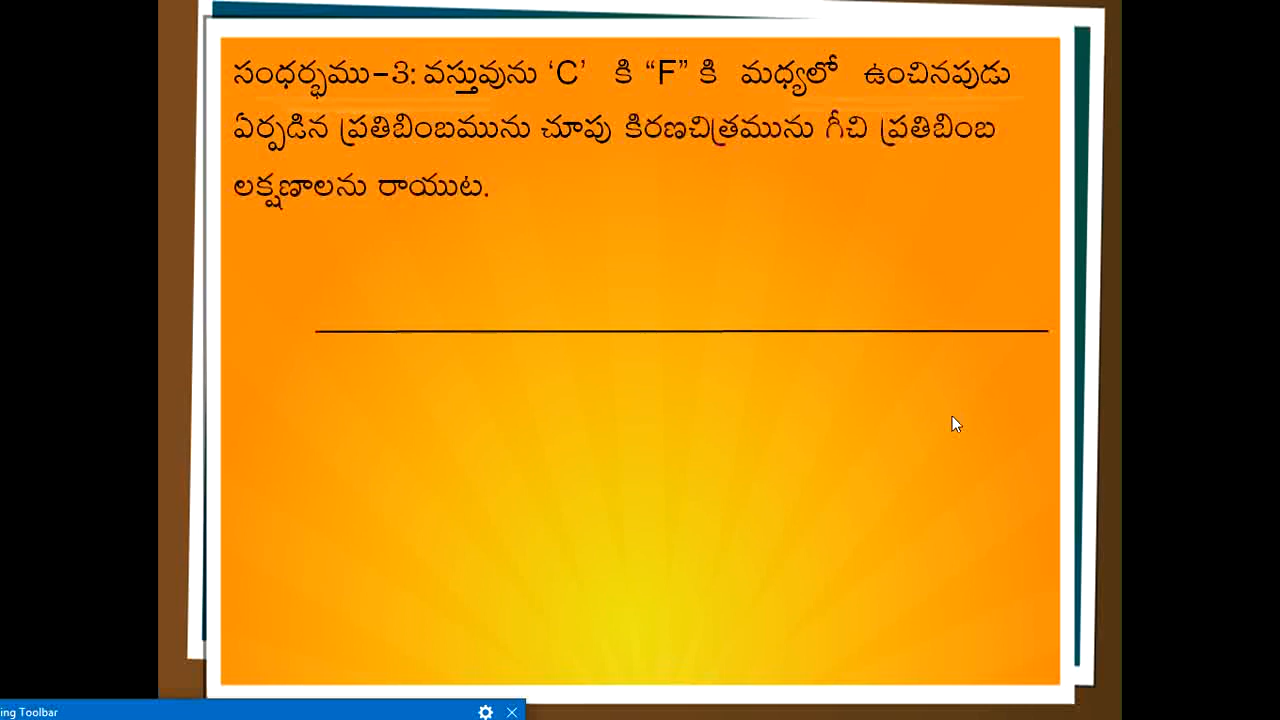 సంధర్భము-3: వస్తువును ‘C’ కి “F” కి మధ్యలో ఉంచినపుడు
ఏర్పడిన ప్రతిబింబమును చూపు కిరణచిత్రమును గీచి ప్రతిబింబ
లక్షణాలను రాయుట.
ing Toolbar